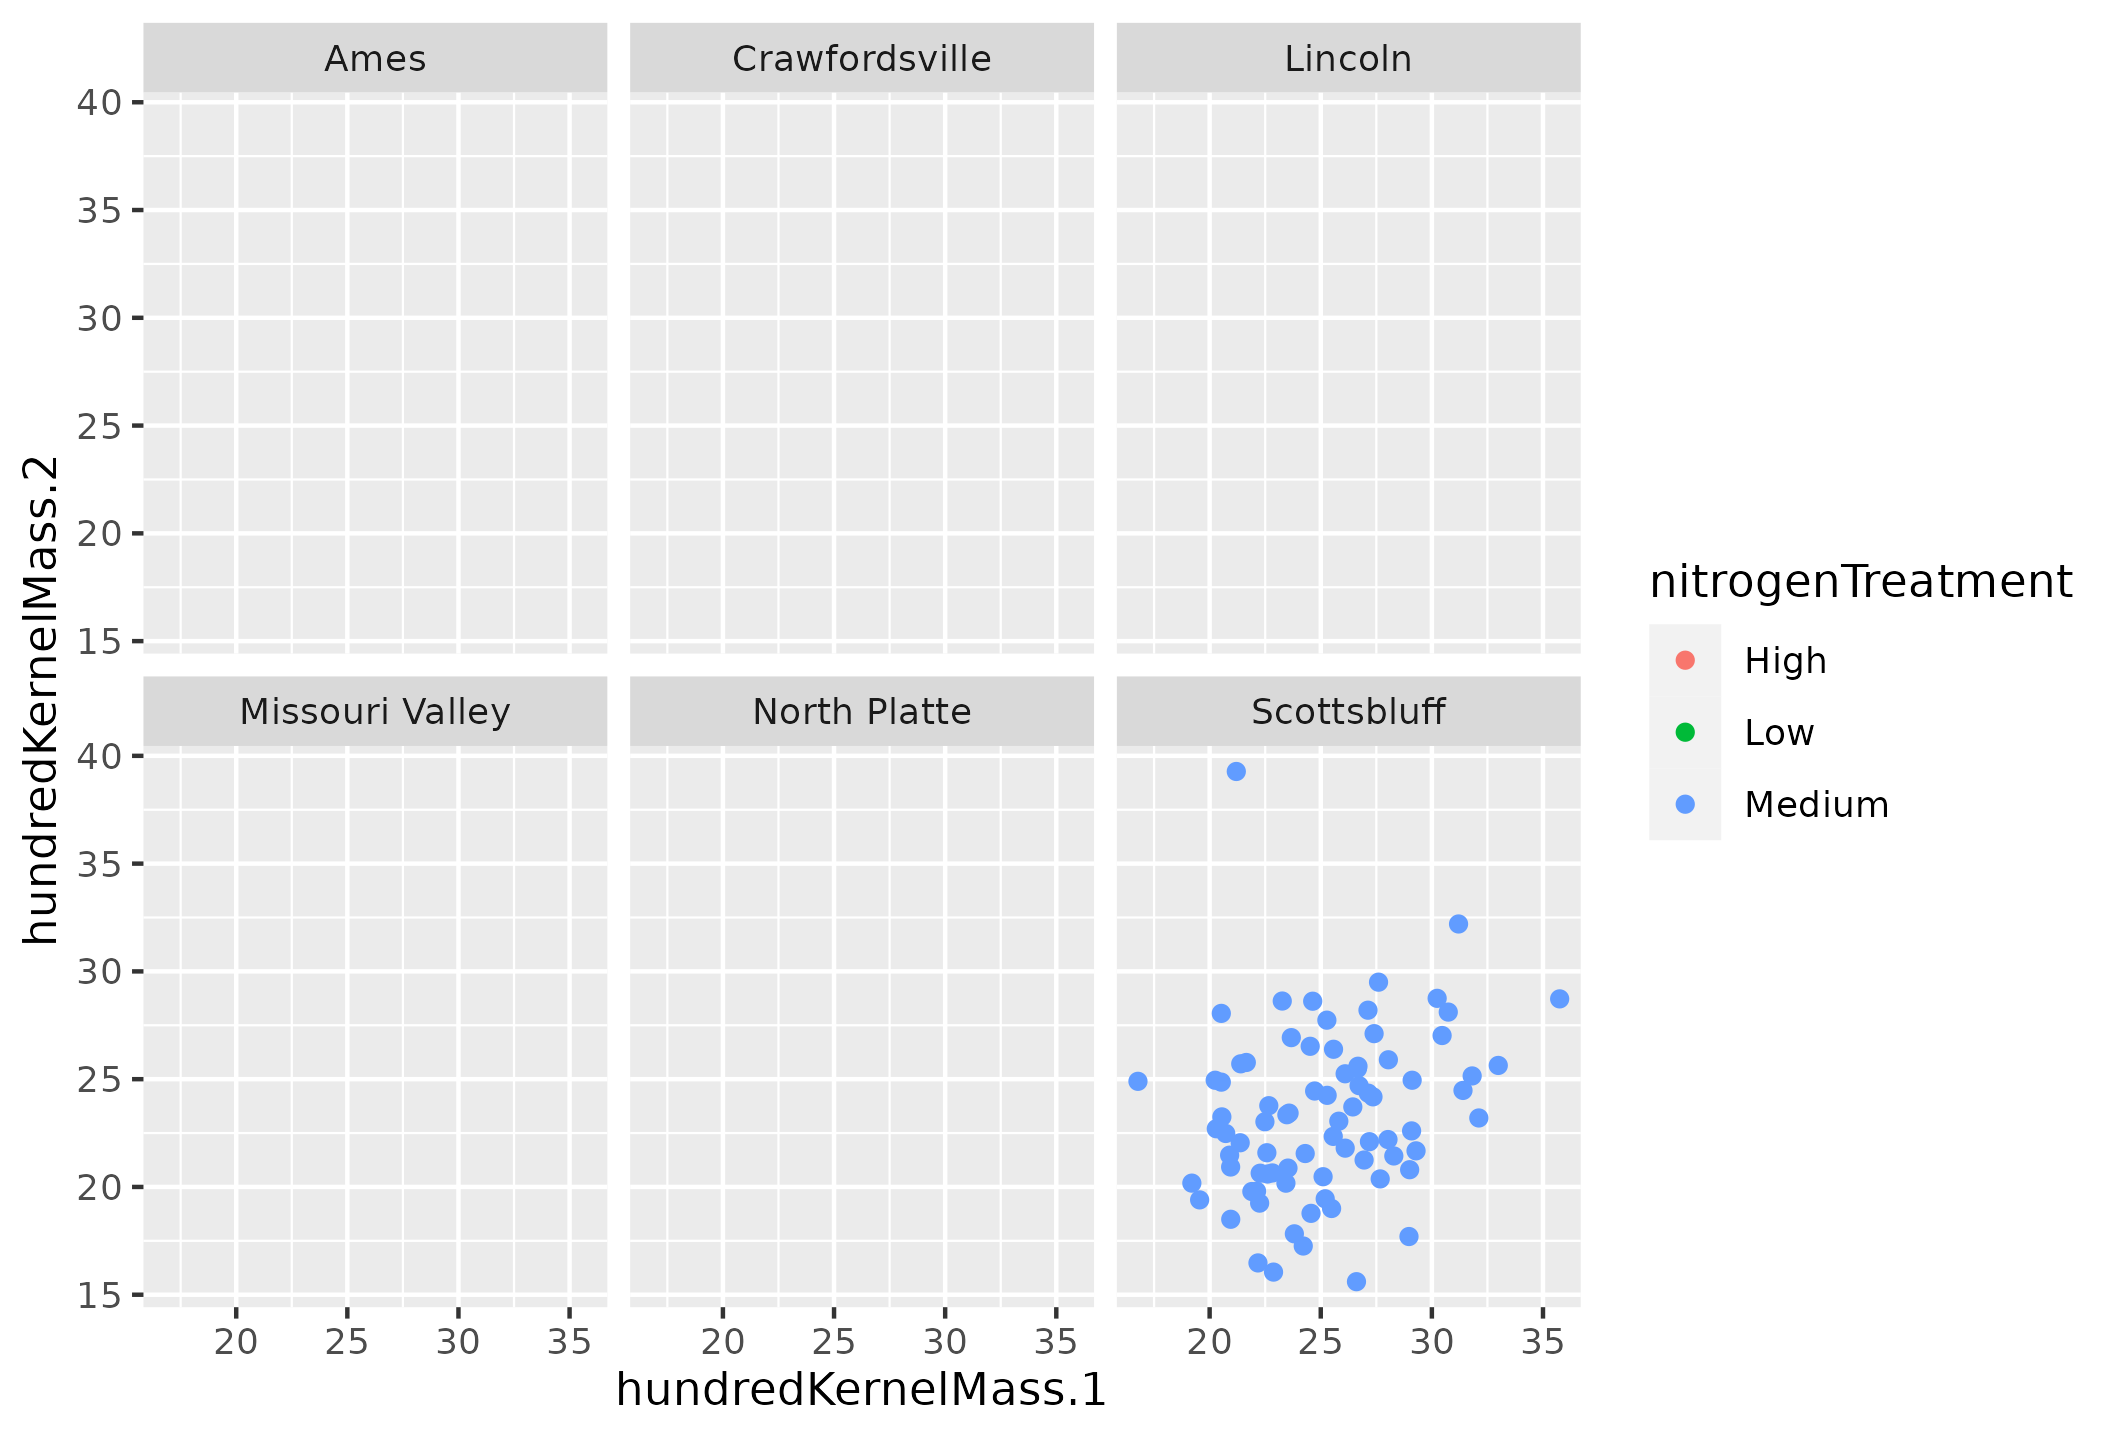 Ames Crawfordsville Lincoln
40
35
30
25
20
15
Missouri Valley North Platte Scottsbluff
40
35
30
25
20
15
20 25 30 35 20 25 30 35 20 25 30 35
hundredKernelMass.1
hundredKernelMass.2
nitrogenTreatment
High
Low
Medium